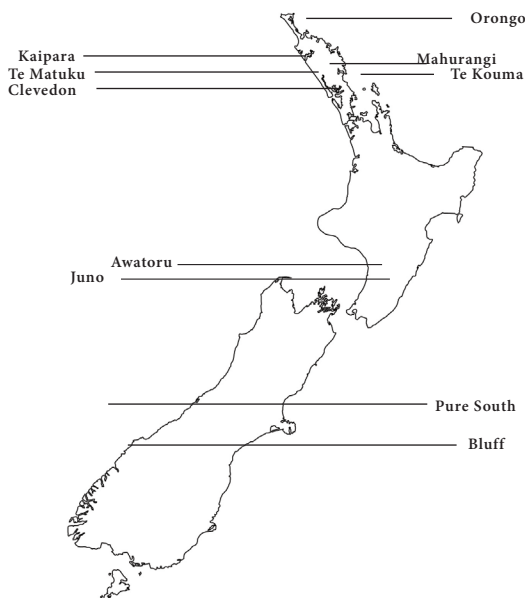 Orongo
Kaipara
Mahurangi
Te Matuku
Te Kouma
Clevedon
Awatoru
Juno
Pure South
Bluff